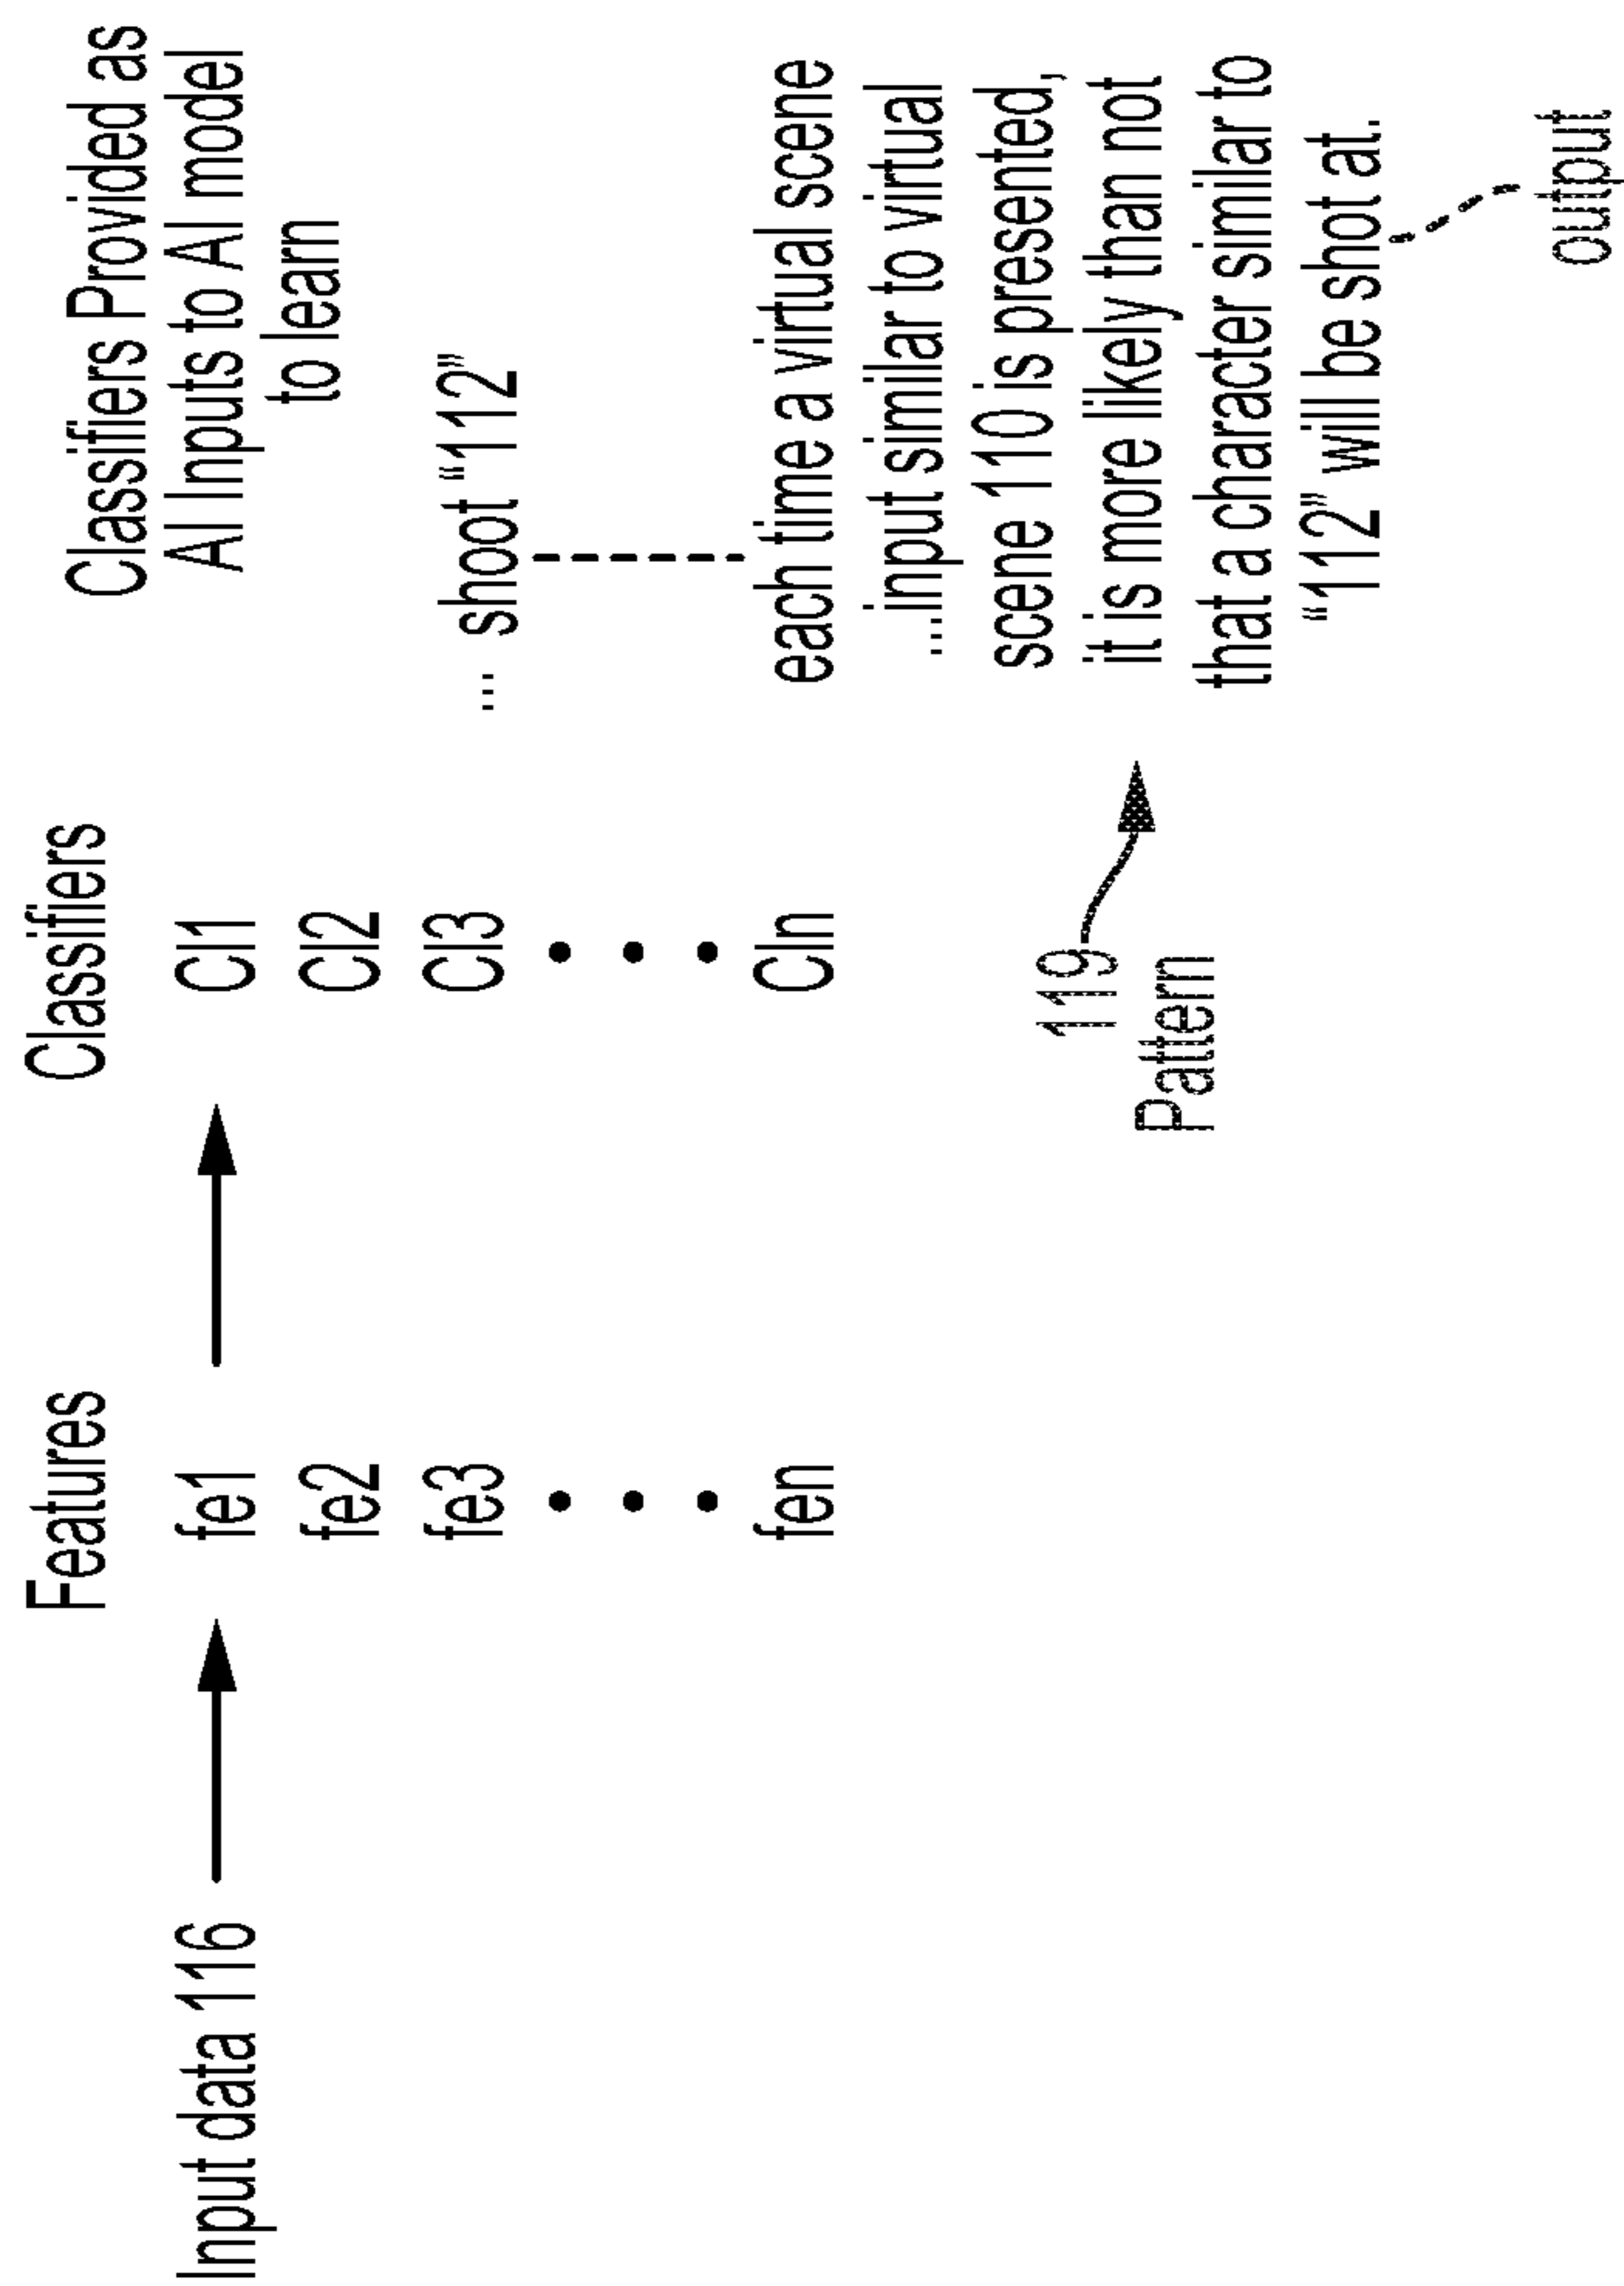 Input data 116
Features
fe1
fe2
fe3
fen
Classifiers
Cl1
Cl2
Cl3
Cln
119
Pattern
Classifiers Provided as
AI Inputs to AI model
to learn
... shoot “112”
each time a virtual scene
...input similar to virtual
scene 110 is presented,
it is more likely than not
that a character similar to
“112” will be shot at.
output